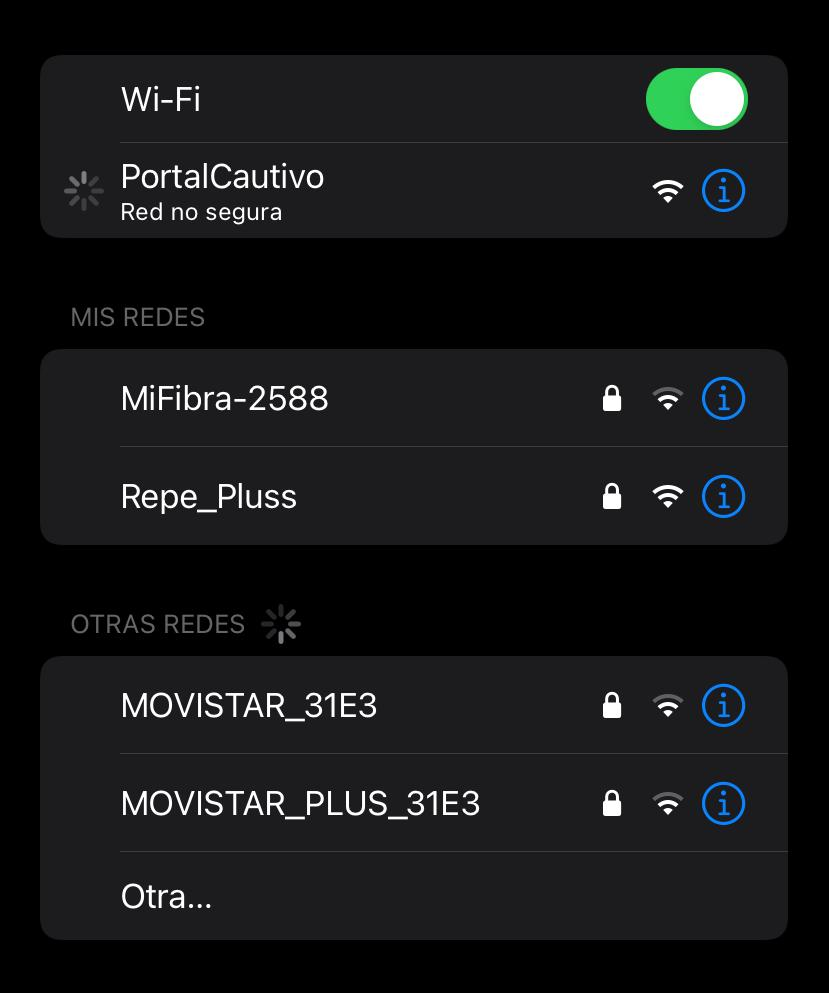 Wi-Fi
PortalCautivo
Red no segura
MIS REDES
MiFibra-2588
Repe_Pluss
OTRAS REDES
MOVISTAR_31E3
MOVISTAR_PLUS_31E3
Otra...